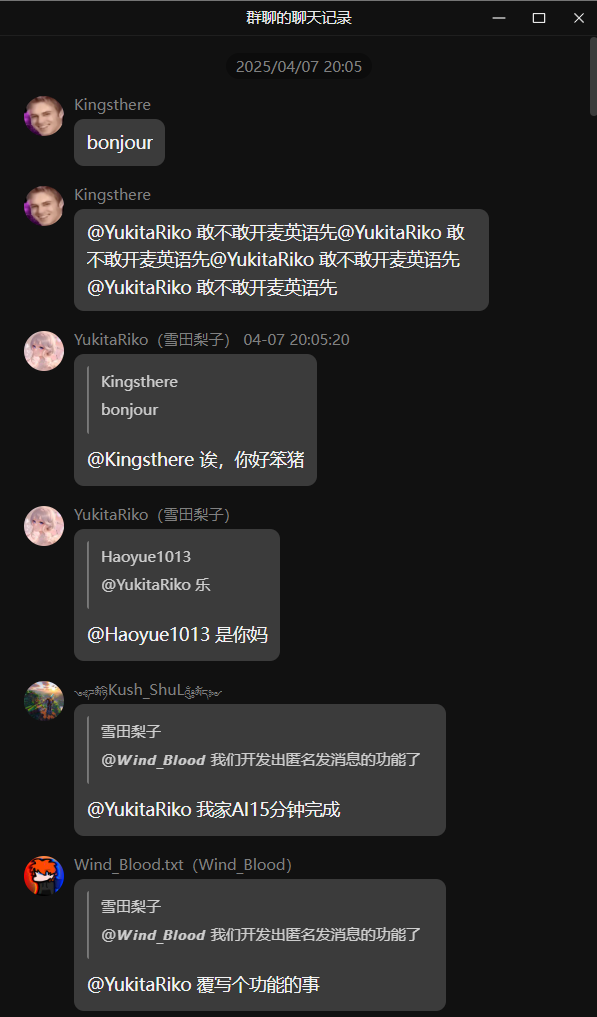 群聊的聊天记录
2025/04/07 20:05
Kingsthere
bonjour
Kingsthere
@YukitaRiko 敢不敢开麦英语先@YukitaRiko 敢
不敢开麦英语先@YukitaRiko 敢不敢开麦英语先
@YukitaRiko 敢不敢开麦英语先
YukitaRiko（雪田梨子） 04-07 20:05:20
Kingsthere
bonjour
@Kingsthere 诶，你好笨猪
YukitaRiko（雪田梨子）
Haoyue1013
@YukitaRiko 乐
@Haoyue1013 是你妈
Kush_ShuL
雪田梨子
@Wind_Blood 我们开发出匿名发消息的功能了
@YukitaRiko 我家AI15分钟完成
Wind_Blood.txt（Wind_Blood）
雪田梨子
@Wind_Blood 我们开发出匿名发消息的功能了
@YukitaRiko 覆写个功能的事